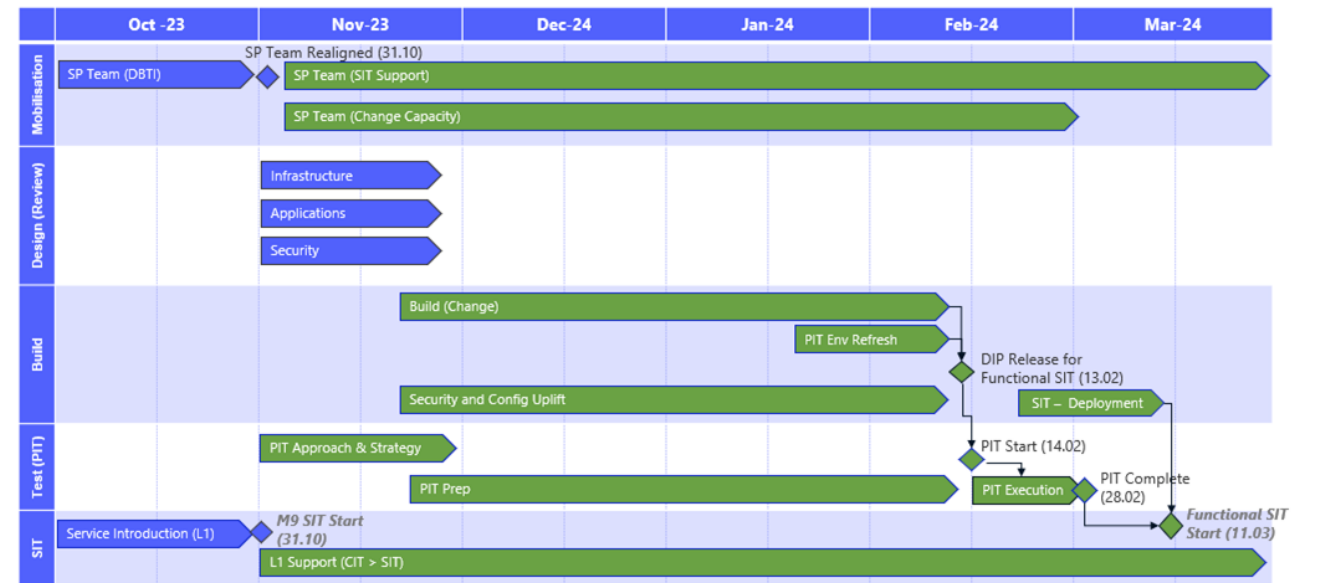 Oct -23 Nov-23 Dec-24 Jan-24 Feb-24 Mar-24
Mobilisation
SP Team Realigned (31.10)
SP Team (DBTI)
SP Team (SIT Support)
SP Team (Change Capacity)
Design (Review)
Infrastructure
Applications
Security
Build
Build (Change)
PIT Env Refresh
DIP Release for
Functional SIT (13.02)
Security and Config Uplift
SIT – Deployment
Test (PIT)
PIT Approach & Strategy
PIT Start (14.02)
PIT Prep
PIT Execution
PIT Complete
(28.02)
SIT
Service Introduction (L1)
M9 SIT Start
(31.10)
Functional SIT
Start (11.03)
L1 Support (CIT > SIT)